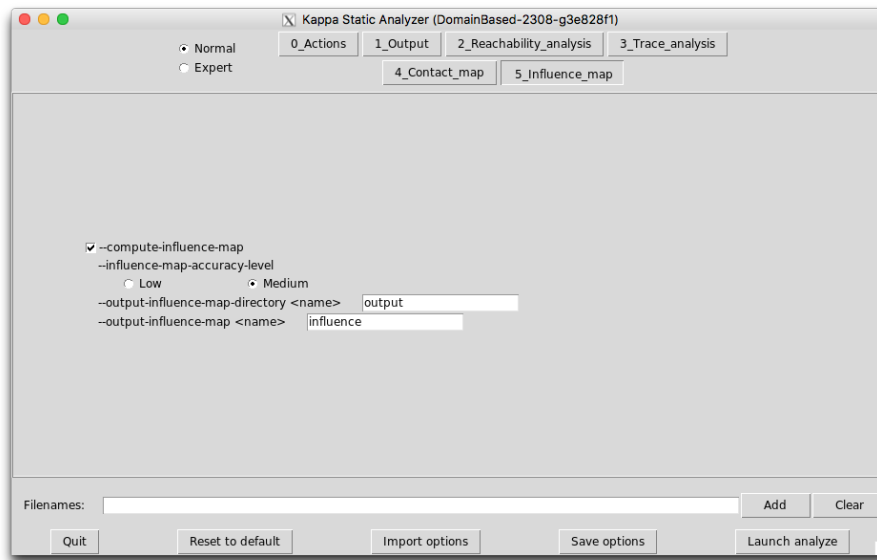 Kappa Static Analyzer (DomainBased-2308-g3e828f1)
Normal
Expert
0_Actions 1_Output 2_Reachability_analysis 3_Trace_analysis
4_Contact_map 5_Influence_map
--compute-influence-map
--influence-map-accuracy-level
Low Medium
--output-influence-map-directory <name> output
--output-influence-map <name> influence
Filenames: Add Clear
Quit Reset to default Import options Save options Launch analyze